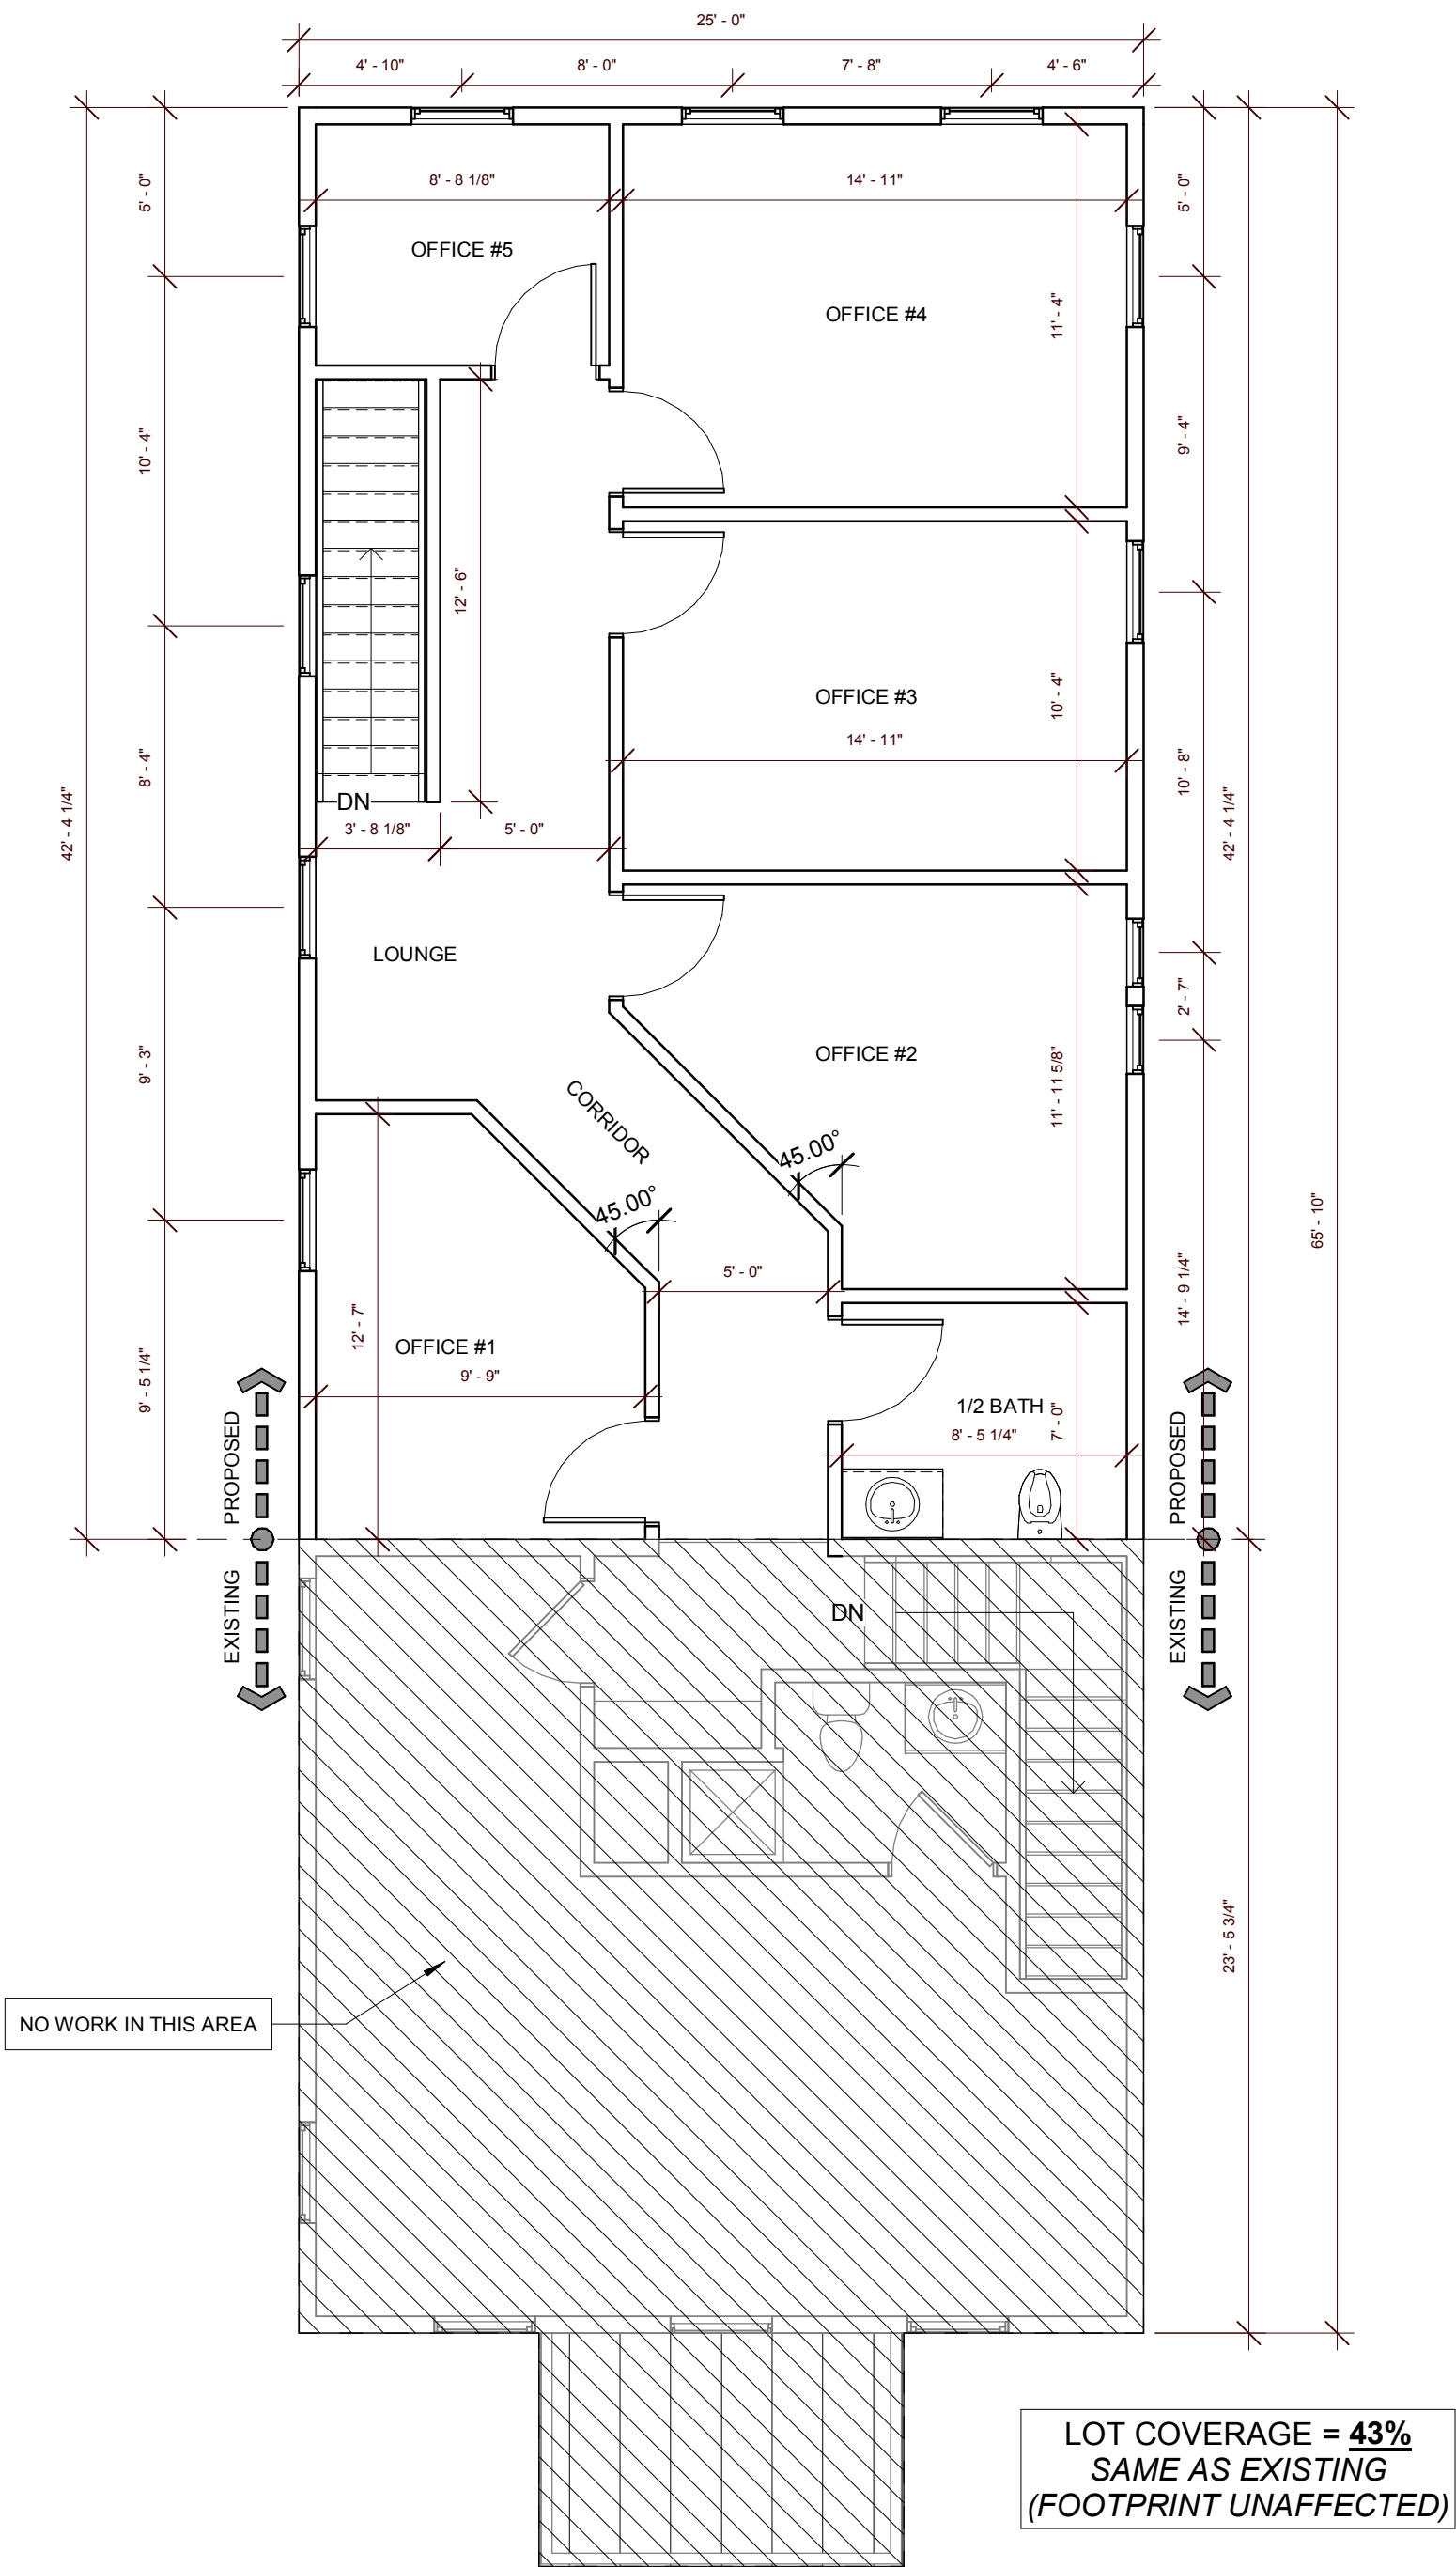 25' - 0"
4' - 10"
8' - 0"
7' - 8"
4' - 6"
5' - 0"
8' - 8 1/8"
14' - 11"
5' - 0"
OFFICE #5
OFFICE #4
11' - 4"
10' - 4"
9' - 4"
12' - 6"
OFFICE #3
10' - 4"
14' - 11"
8' - 4"
10' - 8"
42' - 4 1/4"
42' - 4 1/4"
DN
3' - 8 1/8"
5' - 0"
LOUNGE
2' - 7"
OFFICE #2
9' - 3"
11' - 11 5/8"
CORRIDOR
45.00°
45.00°
65' - 10"
5' - 0"
14' - 9 1/4"
12' - 7"
OFFICE #1
9' - 9"
9' - 5 1/4"
1/2 BATH
7' - 0"
8' - 5 1/4"
PROPOSED
PROPOSED
EXISTING
EXISTING
DN
23' - 5 3/4"
NO WORK IN THIS AREA
LOT COVERAGE = 43%
SAME AS EXISTING
(FOOTPRINT UNAFFECTED)